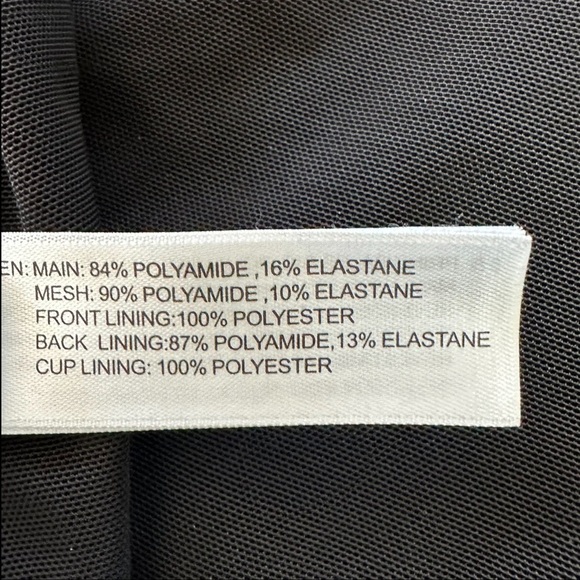 EN: MAIN: 84% POLYAMIDE ,16% ELASTANE
MESH: 90% POLYAMIDE ,10% ELASTANE
FRONT LINING:100% POLYESTER
BACK LINING:87% POLYAMIDE,13% ELASTANE
CUP LINING: 100% POLYESTER